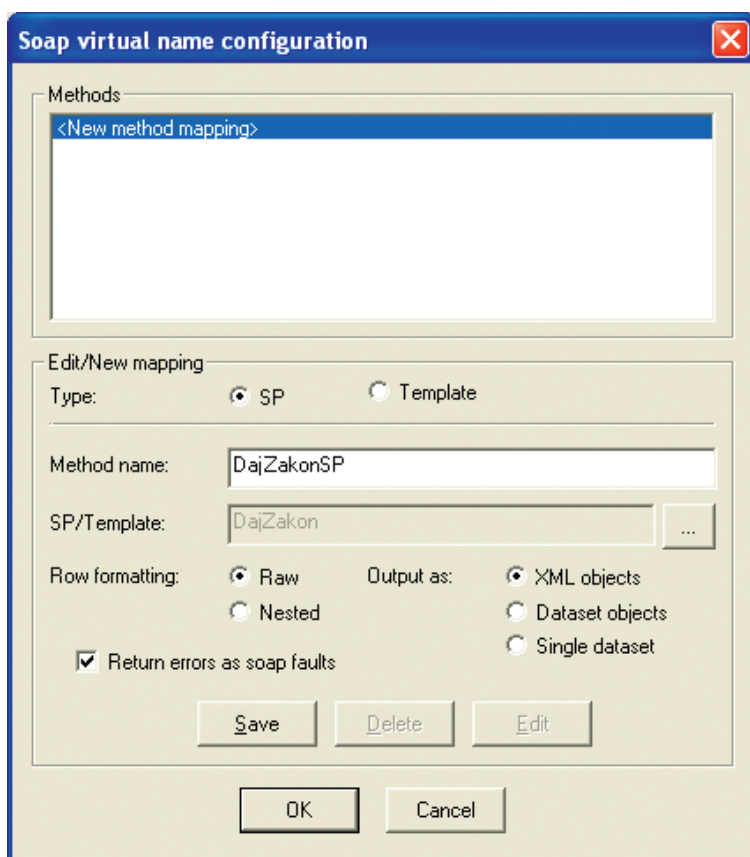 Soap virtual name configuration
Methods
<New method mapping>
Edit/New mapping
Type: SP Template
Method name: DajZakonSP
SP/Template: DajZakon ...
Row formatting: Raw Output as: XML objects
Nested Dataset objects
Single dataset
Return errors as soap faults
Save Delete Edit
OK Cancel